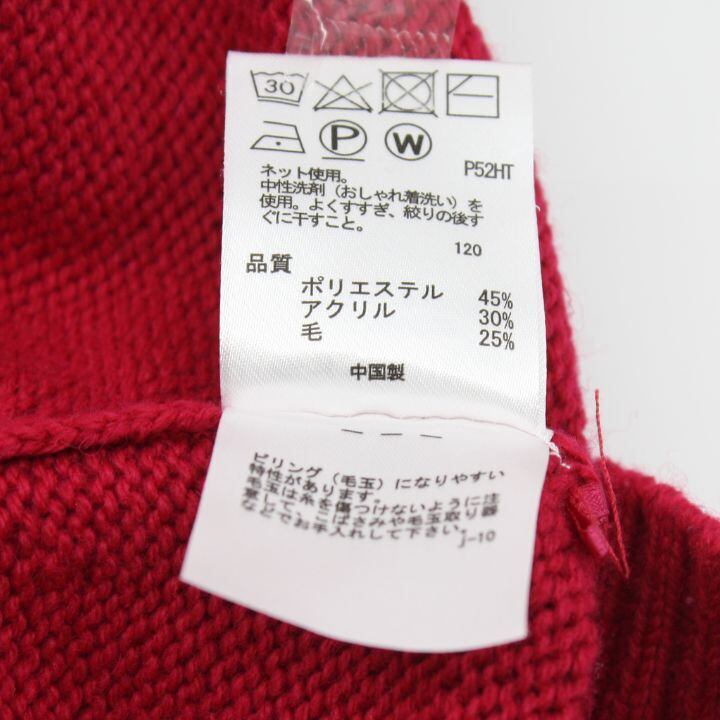 30
P W
P52HT
ネット使用。
中性洗剤(おしゃれ着洗い)を
使用。よくすすぎ、絞りの後す
ぐに干すこと。
120
品質
ポリエステル 45%
アクリル 30%
毛 25%
中国製
ピリング(毛玉)になりやすい
特性があります。
毛玉は糸を傷つけないように注
意して、こばさみや毛玉取り器
などでお手入れして下さい。
j-10